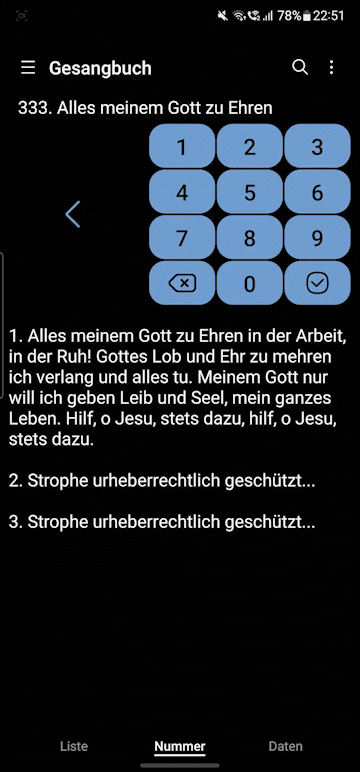 78% 22:51
Gesangbuch
333. Alles meinem Gott zu Ehren
1 2 3
4 5 6
7 8 9
0
1. Alles meinem Gott zu Ehren in der Arbeit,
in der Ruh! Gottes Lob und Ehr zu mehren
ich verlang und alles tu. Meinem Gott nur
will ich geben Leib und Seel, mein ganzes
Leben. Hilf, o Jesu, stets dazu, hilf, o Jesu,
stets dazu.
2. Strophe urheberrechtlich geschützt...
3. Strophe urheberrechtlich geschützt...
Liste Nummer Daten